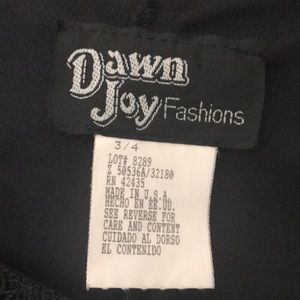 Dawn
Joy Fashions
3/4
LOT# 8289
Z 50536A/32180
RN 42435
MADE IN U.S.A.
HECHO EN EE.UU.
SEE REVERSE FOR
CARE AND CONTENT
CUIDADO AL DORSO
EL CONTENIDO